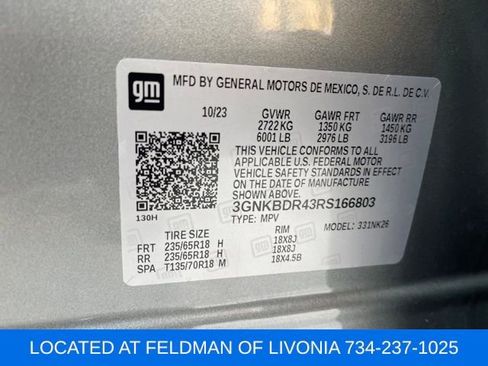 gm
MFD BY GENERAL MOTORS DE MEXICO, S. DE R.L. DE C.V.
10/23 GVWR GAWR FRT GAWR RR
2722 KG 1350 KG 1450 KG
6001 LB 2976 LB 3196 LB
THIS VEHICLE CONFORMS TO ALL
APPLICABLE U.S. FEDERAL MOTOR
VEHICLE SAFETY STANDARDS IN EFFECT
ON THE DATE OF MANUFACTURE SHOWN ABOVE.
3GNKBDR43RS166803
TYPE: MPV MODEL: 331NK26
130H
TIRE SIZE RIM
FRT 235/65R18 H 18X8J
RR 235/65R18 H 18X8J
SPA T135/70R18 M 18X4.5B
LOCATED AT FELDMAN OF LIVONIA 734-237-1025